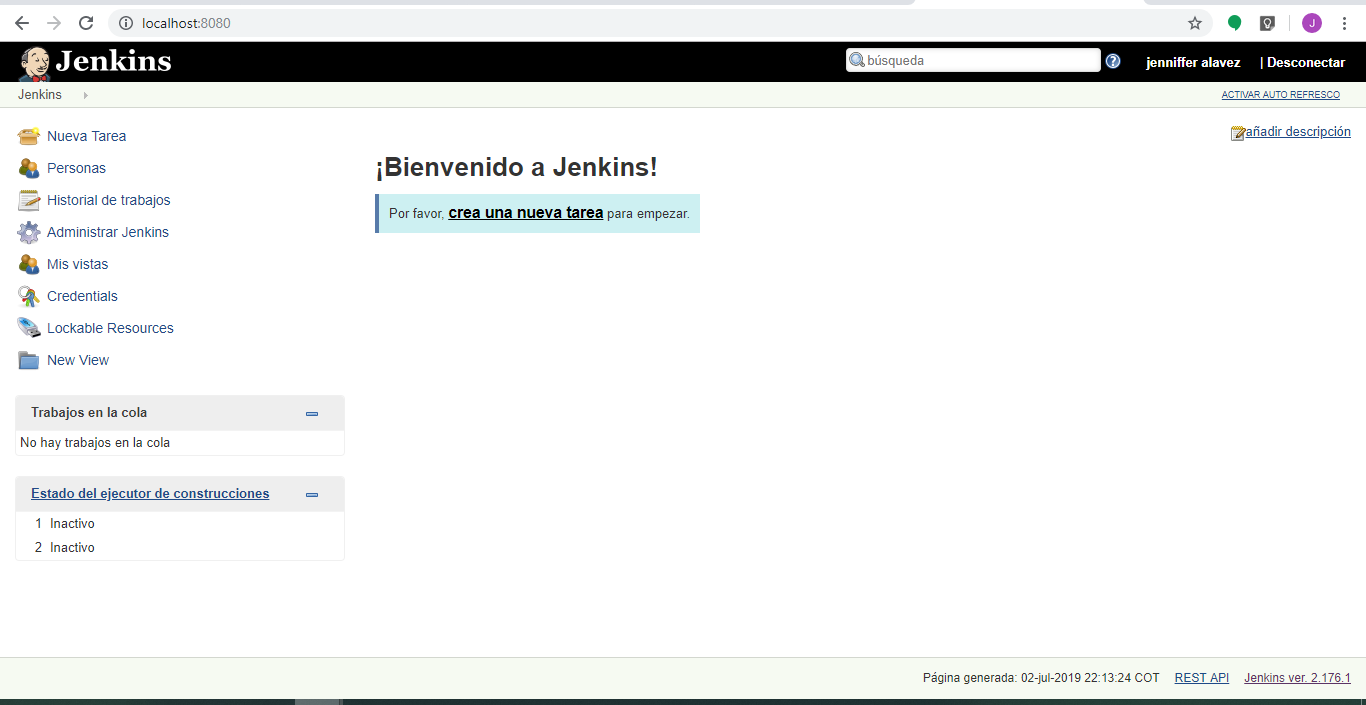 localhost:8080
J
Jenkins
búsqueda
?
jenniffer alavez | Desconectar
Jenkins
ACTIVAR AUTO REFRESCO
añadir descripción
Nueva Tarea
Personas
Historial de trabajos
Administrar Jenkins
Mis vistas
Credentials
Lockable Resources
New View
Trabajos en la cola
No hay trabajos en la cola
Estado del ejecutor de construcciones
1 Inactivo
2 Inactivo
¡Bienvenido a Jenkins!
Por favor, crea una nueva tarea para empezar.
Página generada: 02-jul-2019 22:13:24 COT REST API Jenkins ver. 2.176.1